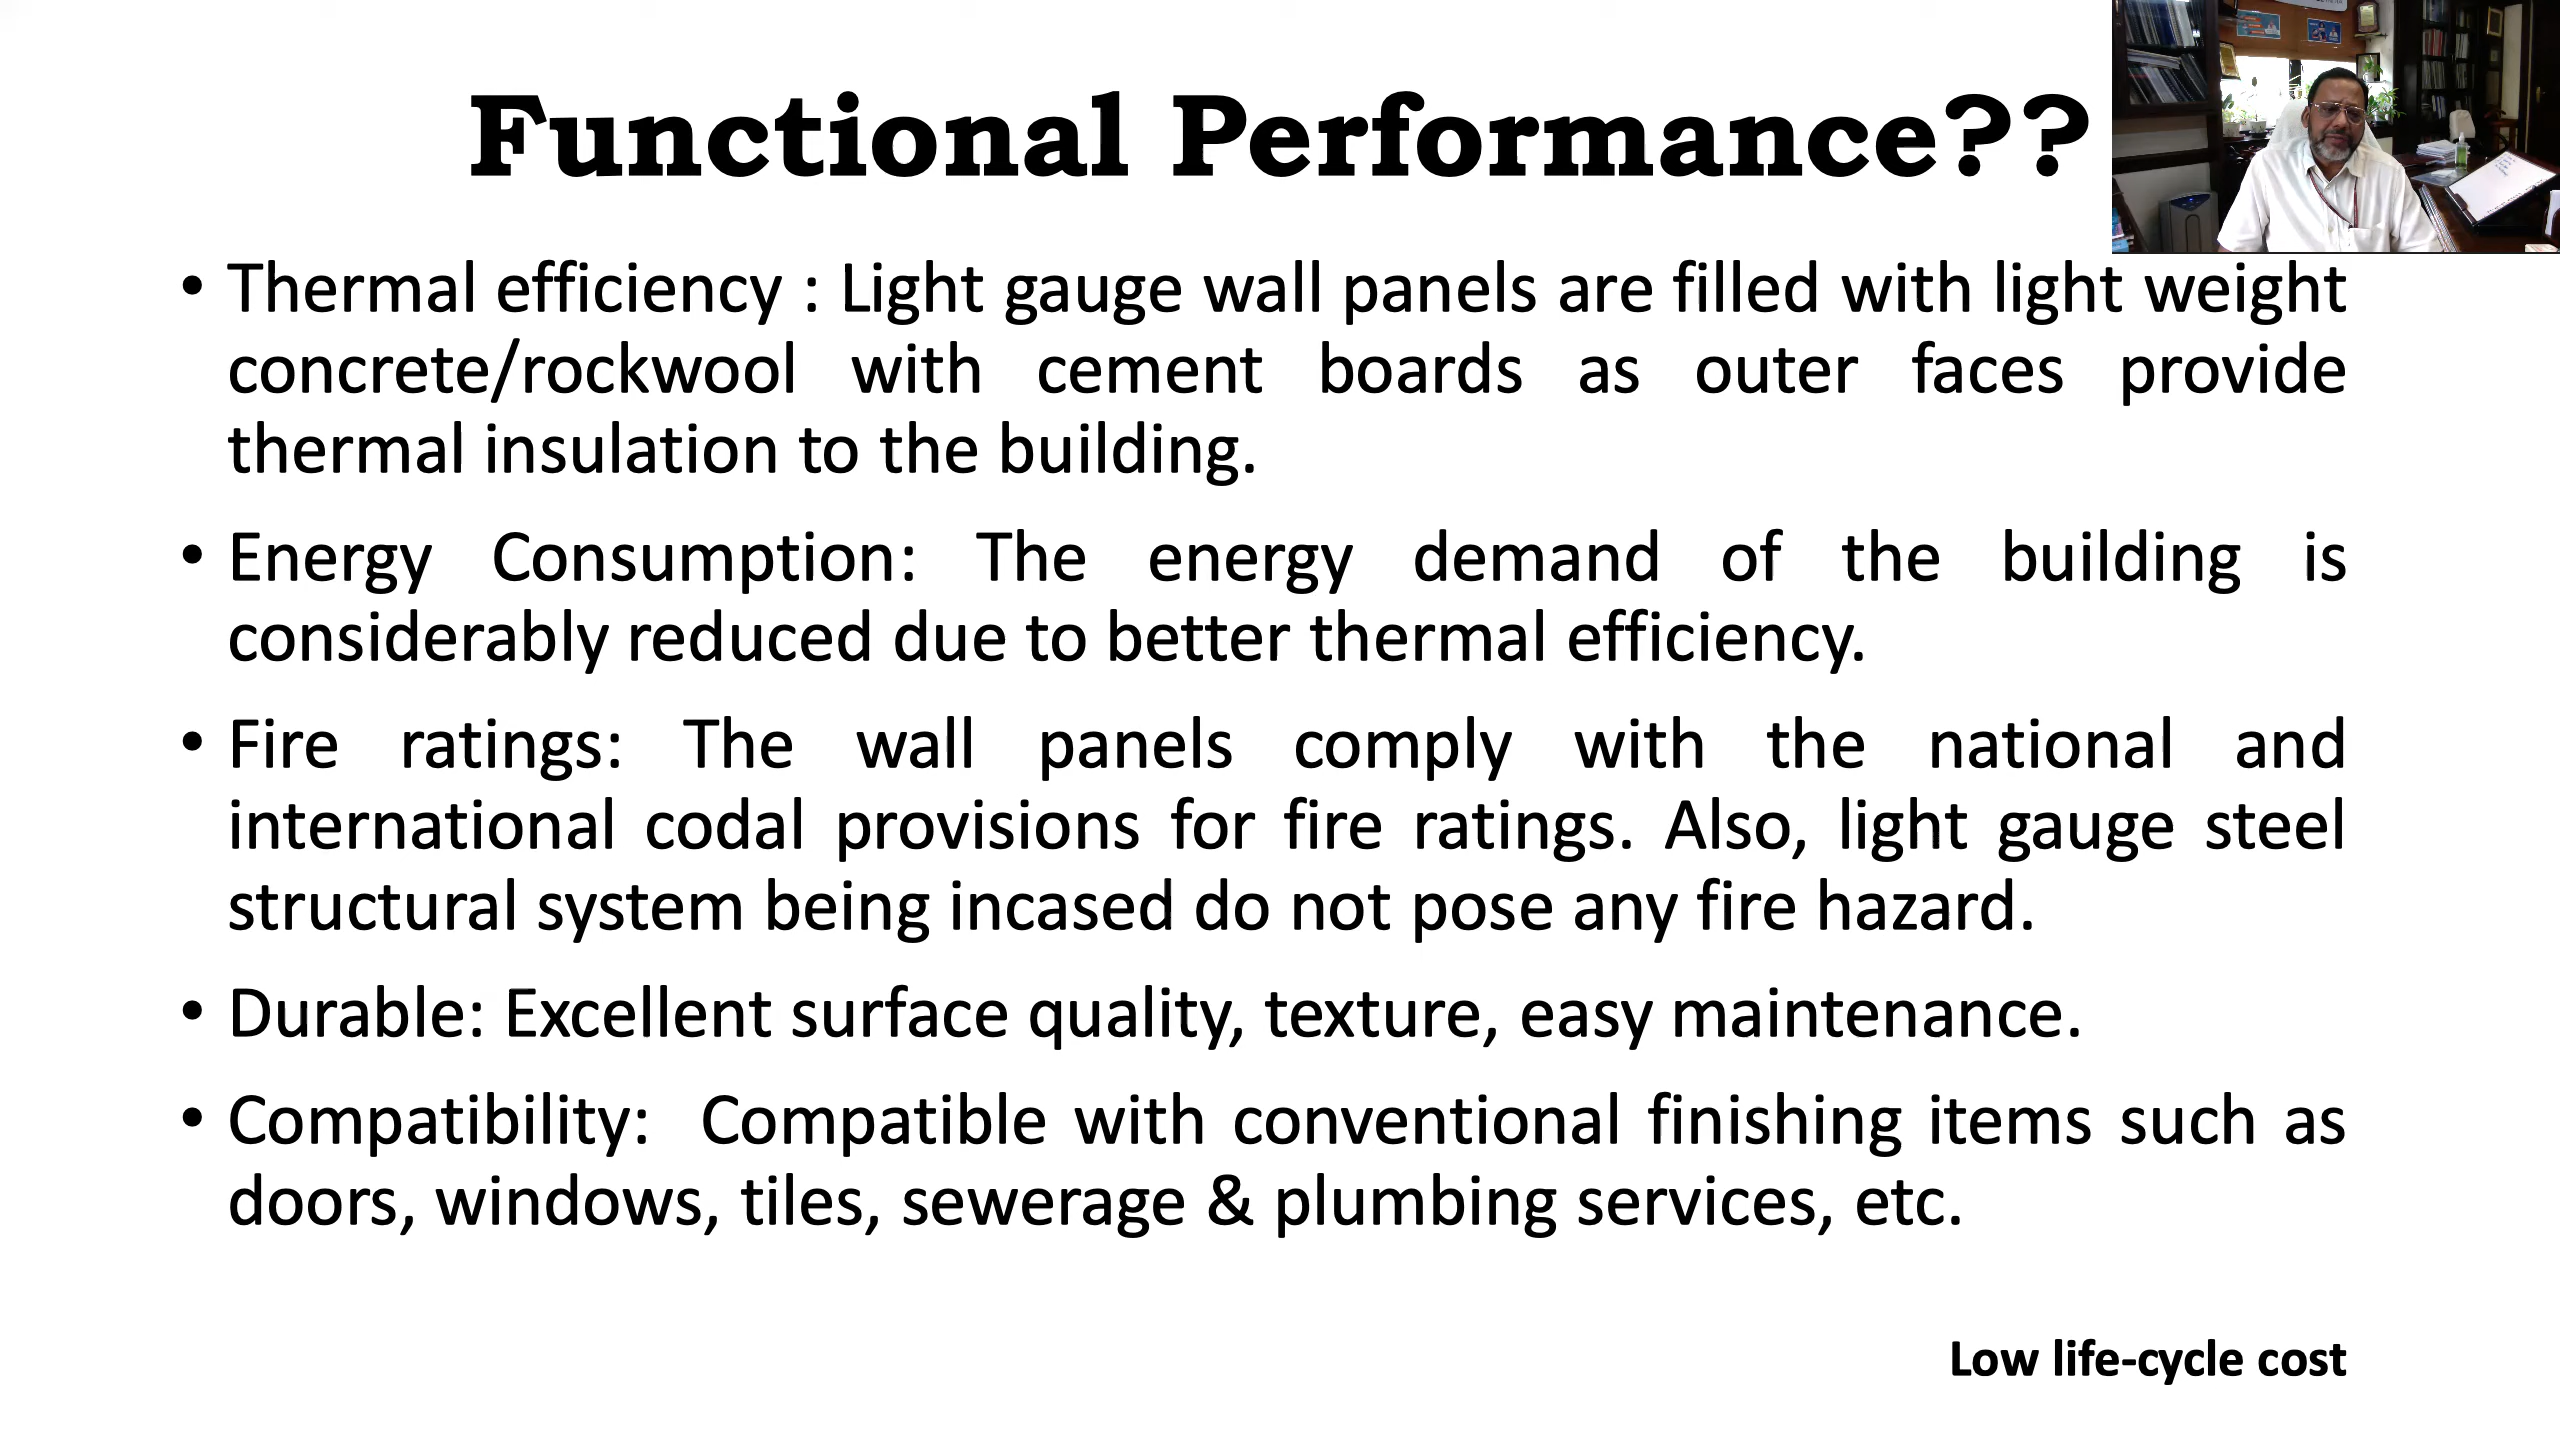 Functional Performance??
• Thermal efficiency : Light gauge wall panels are filled with light weight
concrete/rockwool with cement boards as outer faces provide
thermal insulation to the building.
• Energy Consumption: The energy demand of the building is
considerably reduced due to better thermal efficiency.
• Fire ratings: The wall panels comply with the national and
international codal provisions for fire ratings. Also, light gauge steel
structural system being incased do not pose any fire hazard.
• Durable: Excellent surface quality, texture, easy maintenance.
• Compatibility: Compatible with conventional finishing items such as
doors, windows, tiles, sewerage & plumbing services, etc.
Low life-cycle cost